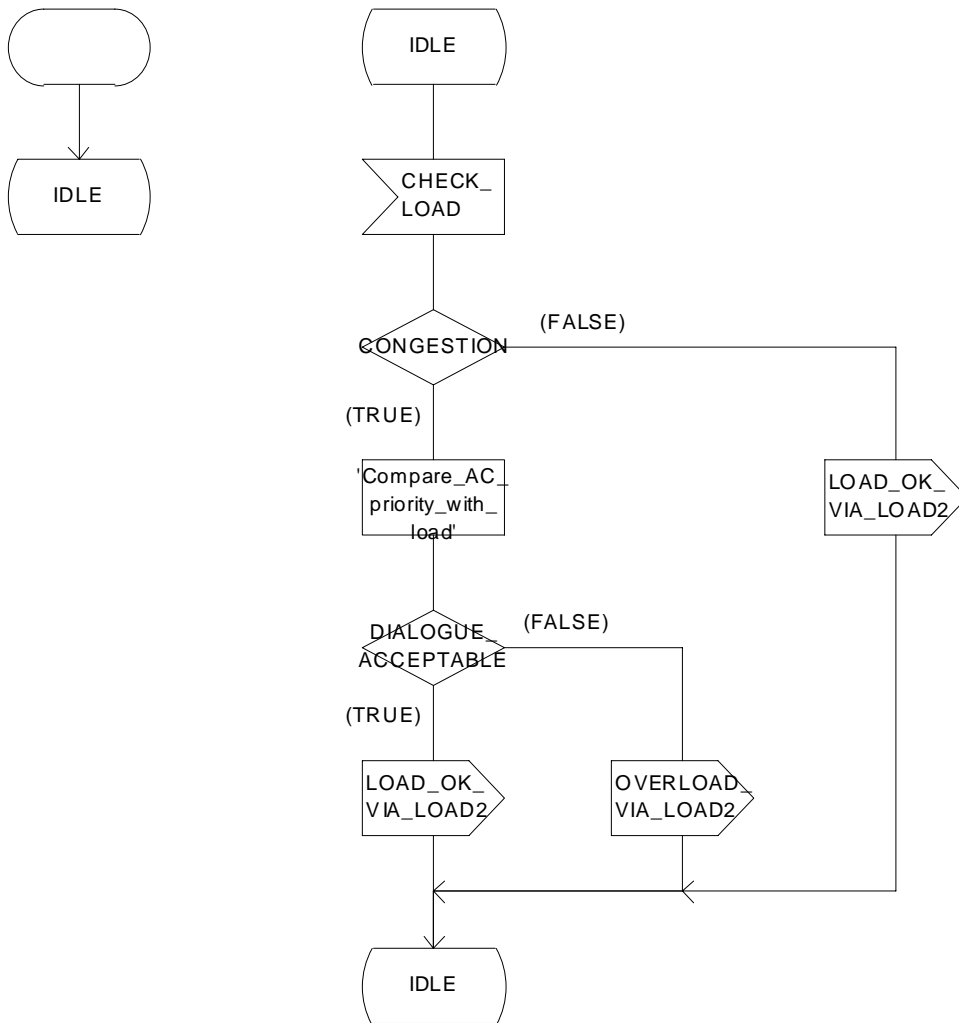 IDLE
IDLE
CHECK_
LOAD
(FALSE)
CONGESTION
(TRUE)
'Compare_AC_
priority_with_
load'
LOAD_OK_
VIA_LOAD2
(FALSE)
DIALOGUE_
ACCEPTABLE
(TRUE)
LOAD_OK_
VIA_LOAD2
OVERLOAD_
VIA_LOAD2
IDLE